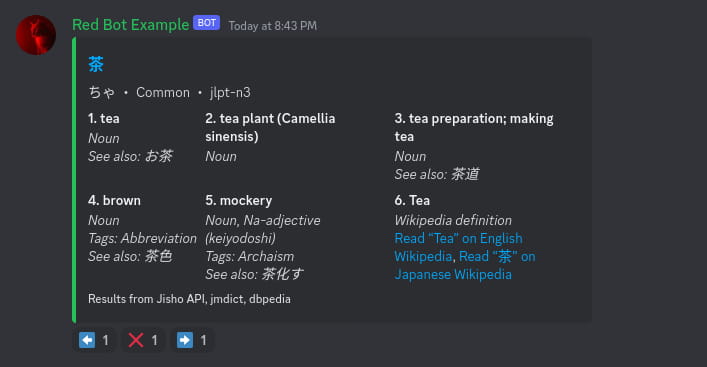 Red Bot Example BOT Today at 8:43 PM
茶
ちゃ • Common • jlpt-n3
1. tea
Noun
See also: お茶
2. tea plant (Camellia
sinensis)
Noun
3. tea preparation; making
tea
Noun
See also: 茶道
4. brown
Noun
Tags: Abbreviation
See also: 茶色
5. mockery
Noun, Na-adjective
(keiyodoshi)
Tags: Archaism
See also: 茶化す
6. Tea
Wikipedia definition
Read “Tea” on English
Wikipedia, Read “茶” on
Japanese Wikipedia
Results from Jisho API, jmdict, dbpedia
1 1 1